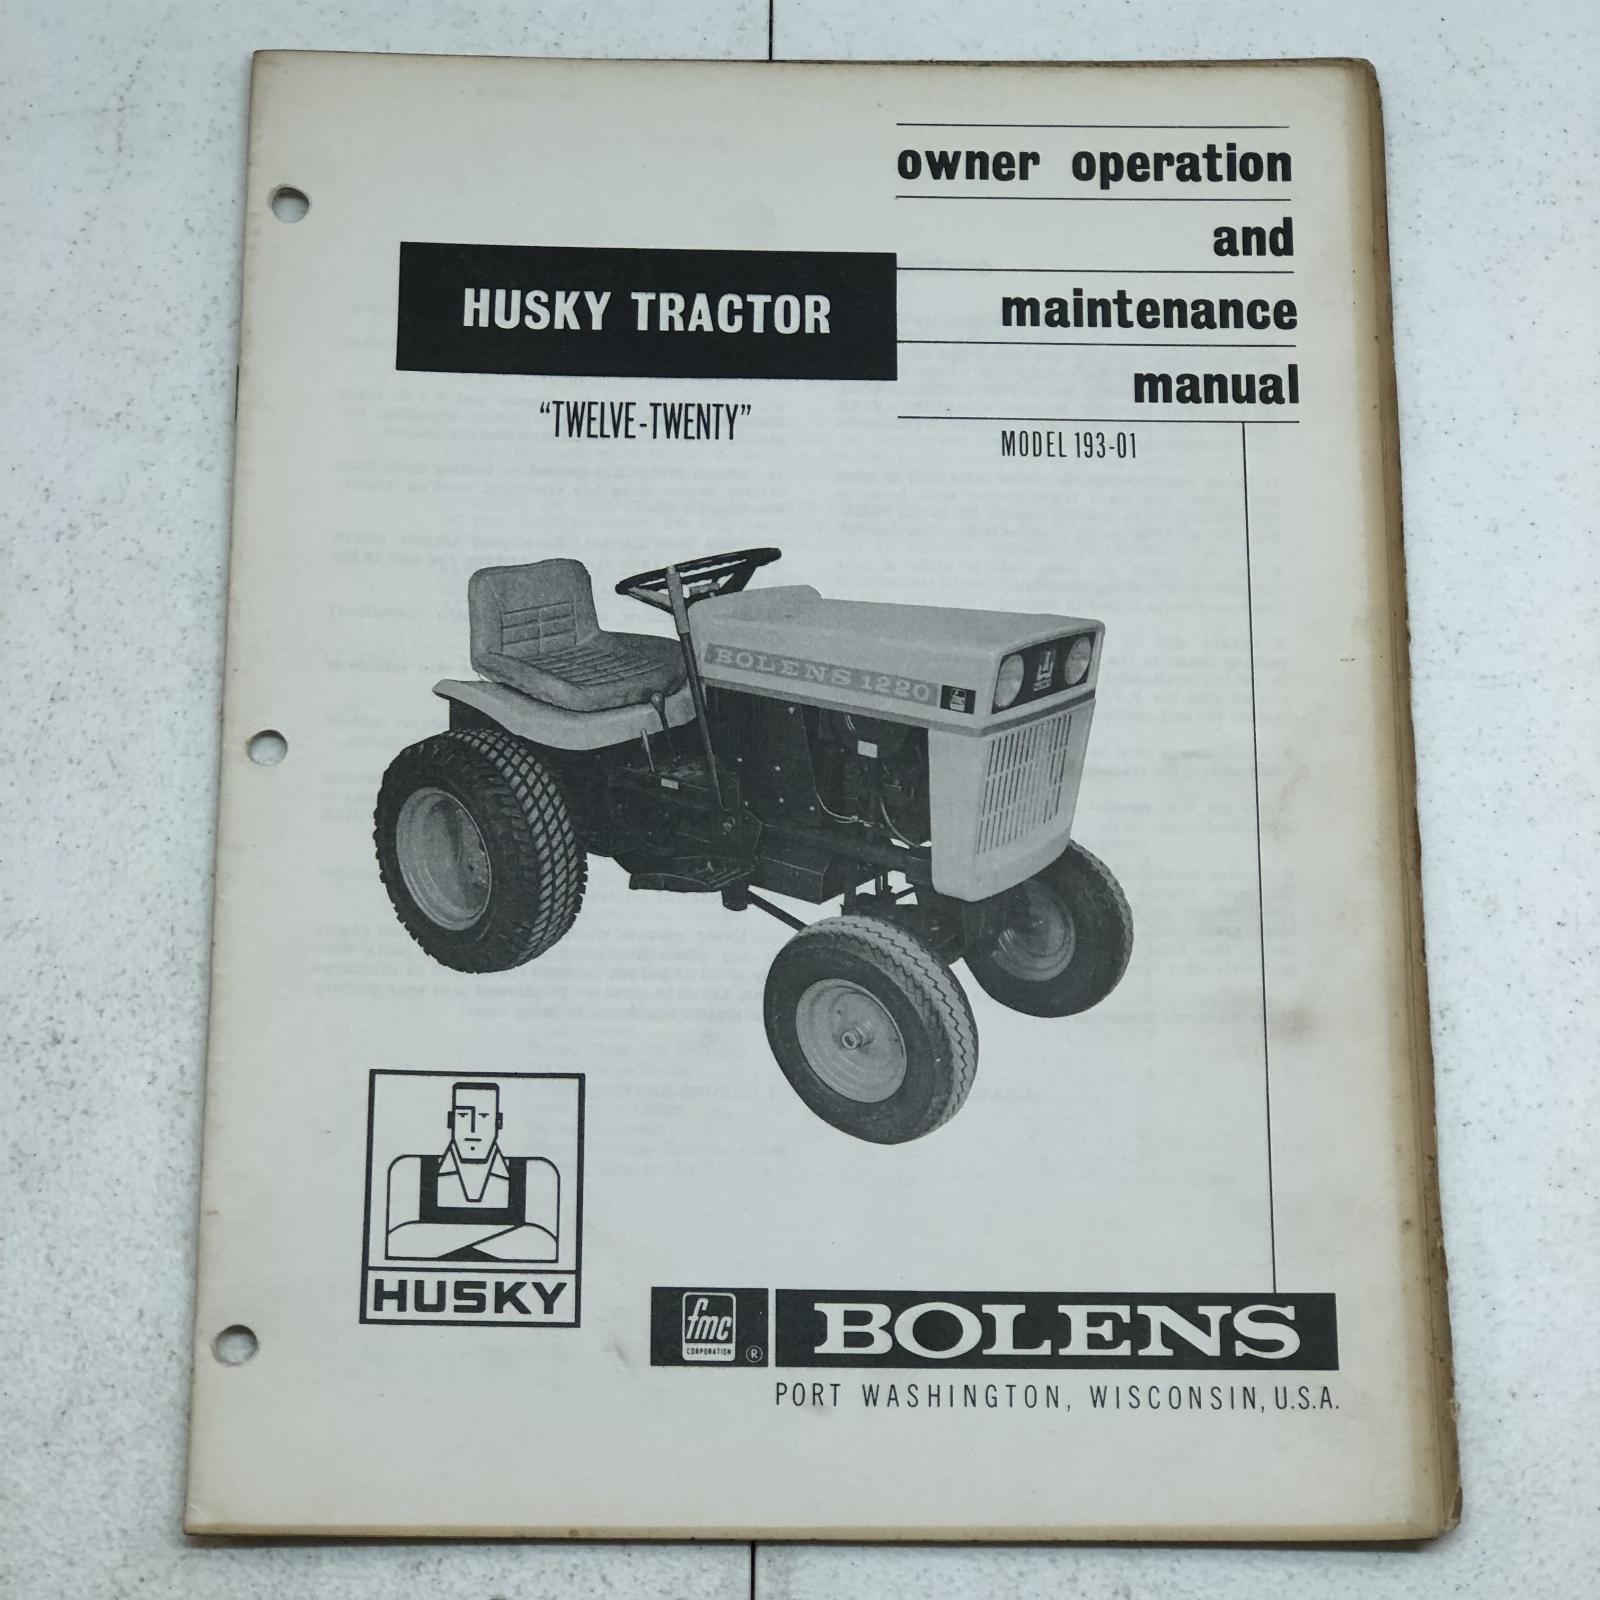 owner operation
and
maintenance
manual
HUSKY TRACTOR
“TWELVE-TWENTY”
MODEL 193-01
BOLENS 1220
HUSKY
fmc
CORPORATION
®
BOLENS
PORT WASHINGTON, WISCONSIN, U.S.A.